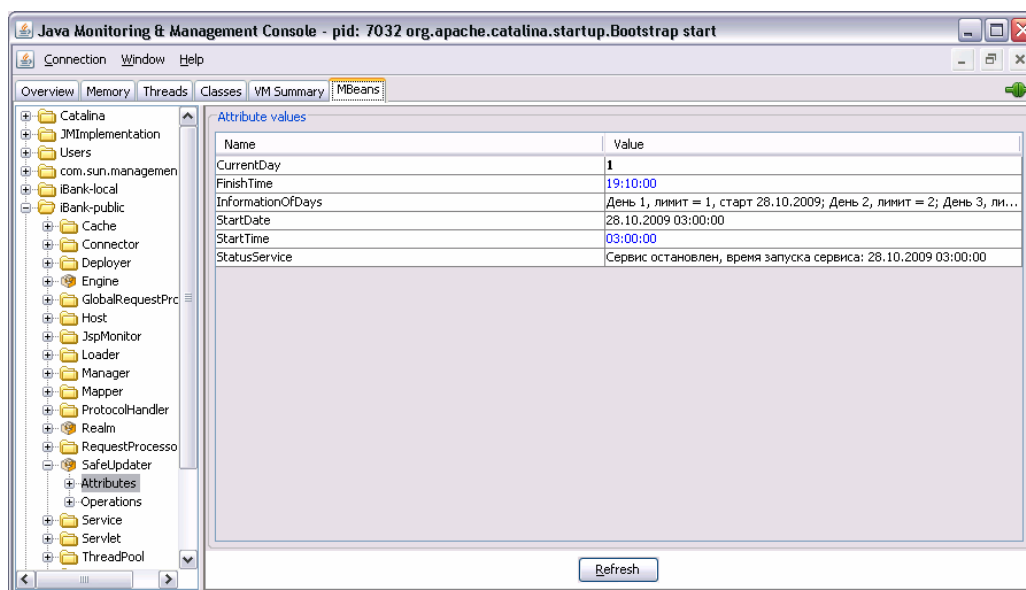 Java Monitoring & Management Console - pid: 7032 org.apache.catalina.startup.Bootstrap start
Connection Window Help
Overview Memory Threads Classes VM Summary MBeans
Catalina
JMImplementation
Users
com.sun.managemen
iBank-local
iBank-public
Cache
Connector
Deployer
Engine
GlobalRequestPrc
Host
JspMonitor
Loader
Manager
Mapper
ProtocolHandler
Realm
RequestProcesso
SafeUpdater
Attributes
Operations
Service
Servlet
ThreadPool
Attribute values
Name Value
CurrentDay 1
FinishTime 19:10:00
InformationOfDays День 1, лимит = 1, старт 28.10.2009; День 2, лимит = 2; День 3, ли...
StartDate 28.10.2009 03:00:00
StartTime 03:00:00
StatusService Сервис остановлен, время запуска сервиса: 28.10.2009 03:00:00
Refresh